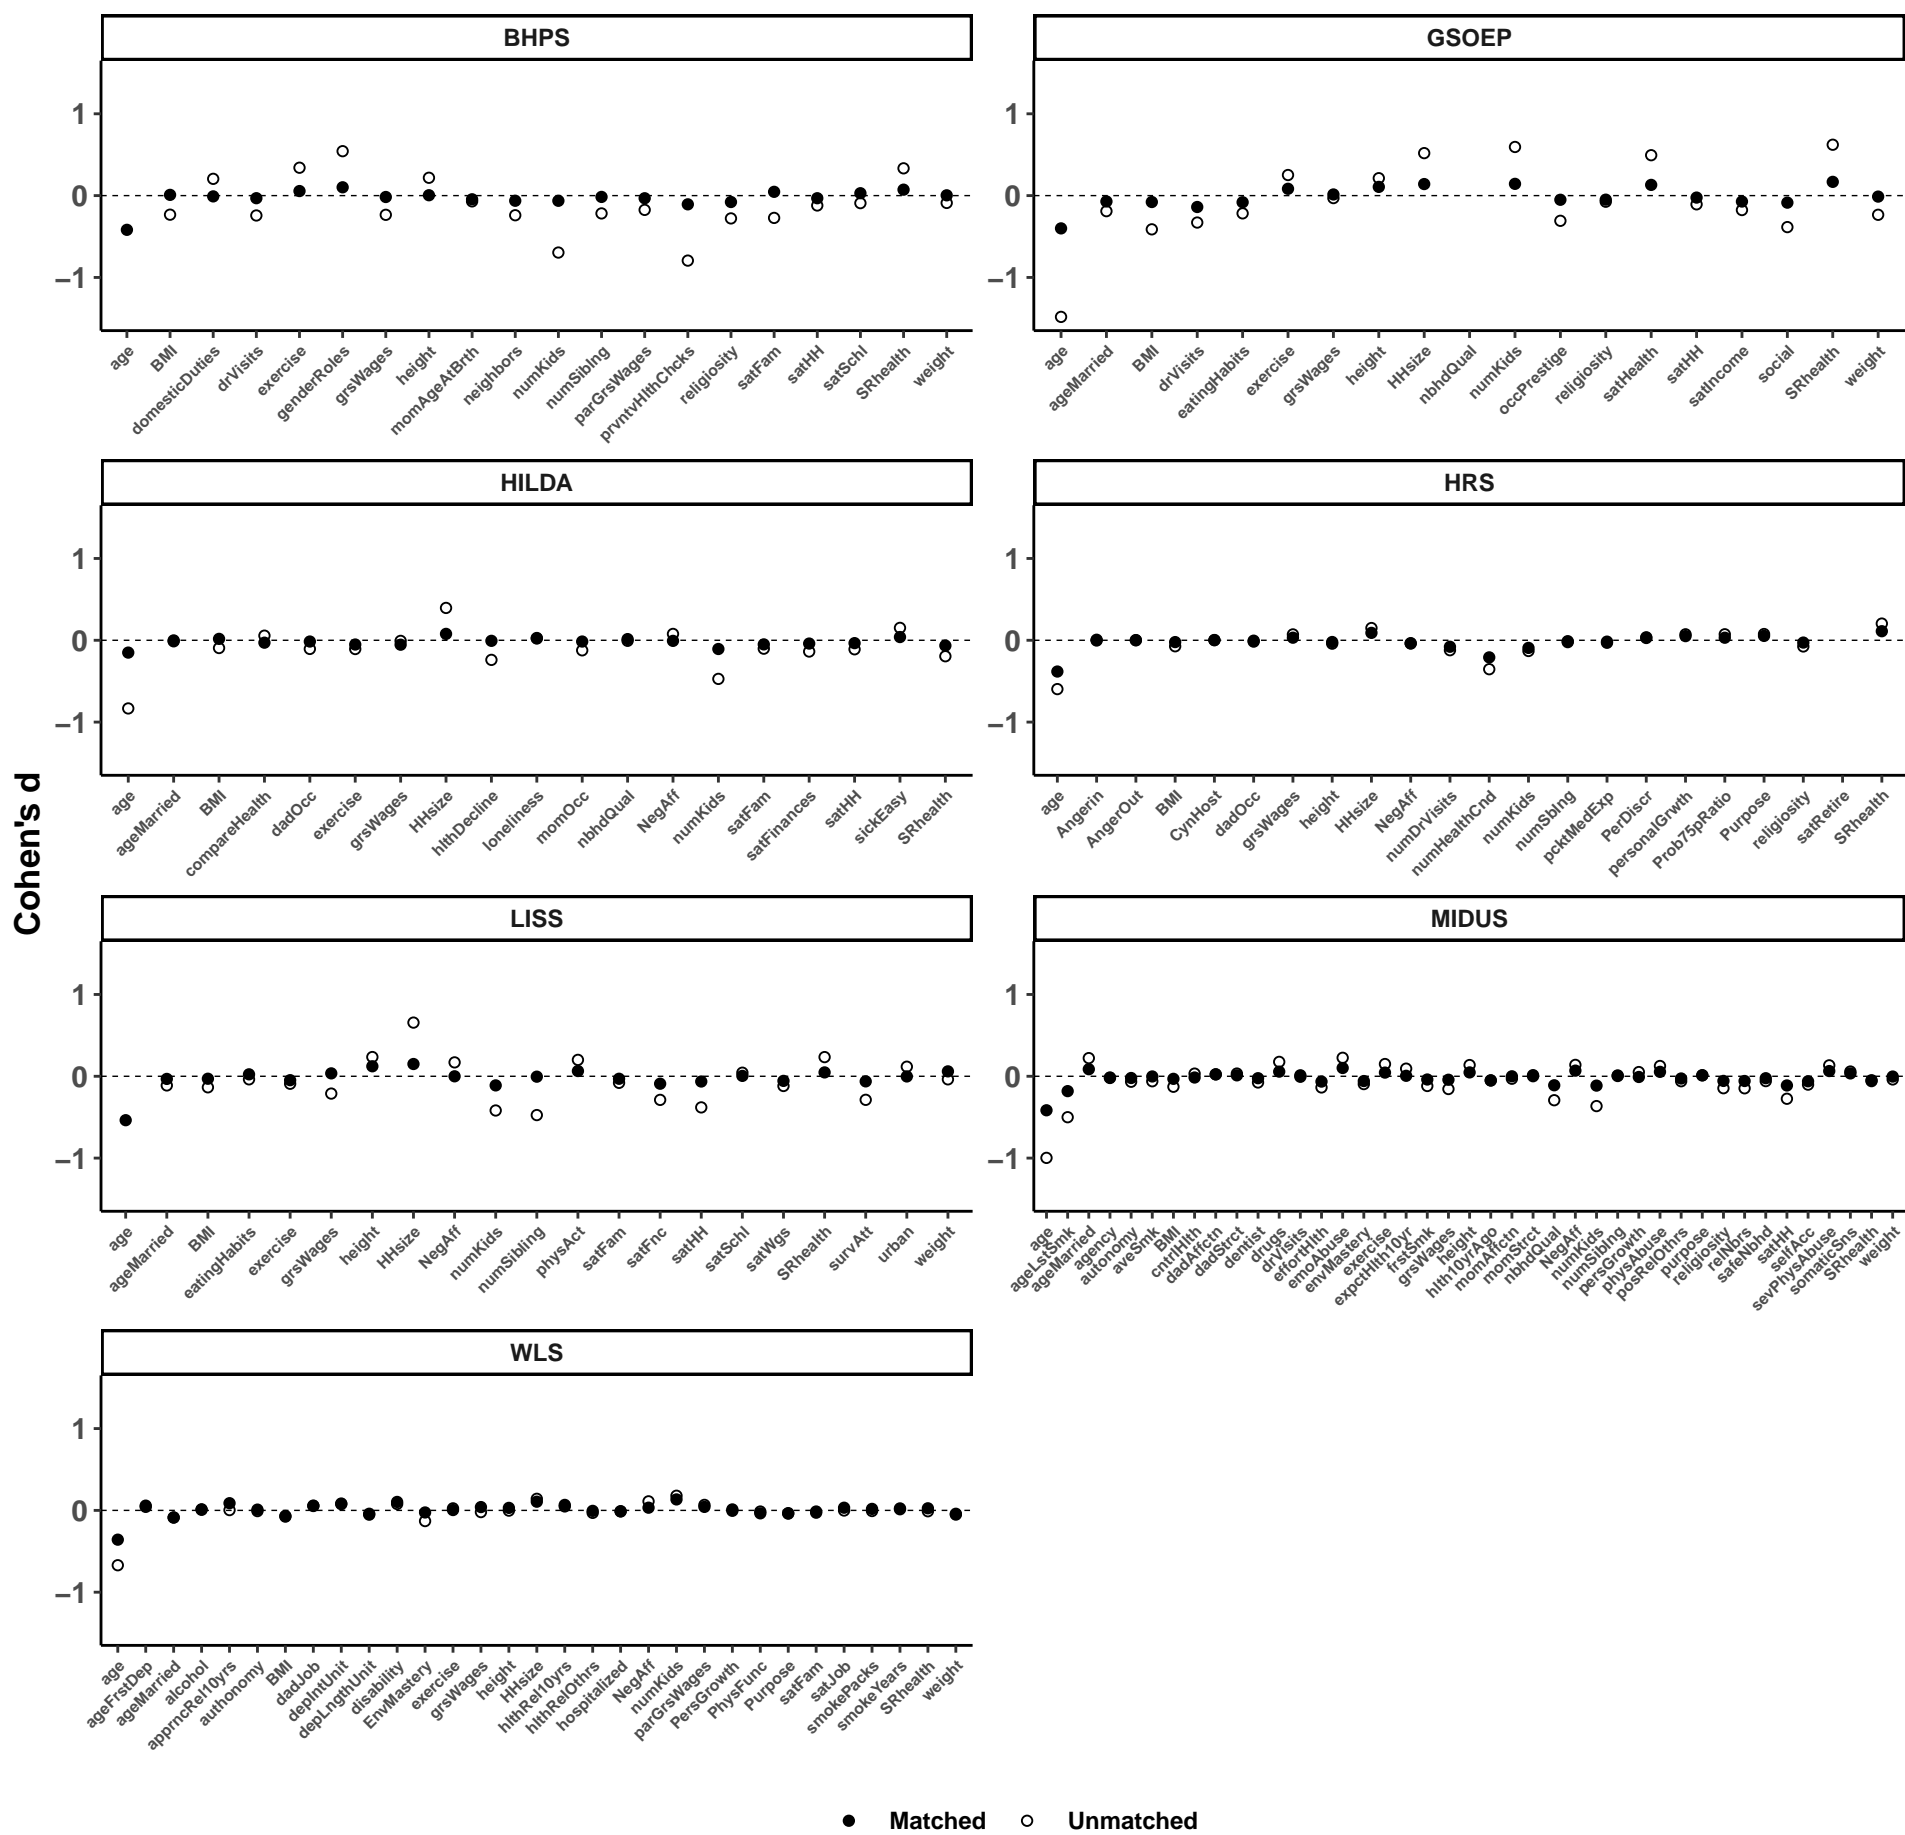 BHPS
GSOEP
1
0
−1
1
0
−1
age
BMI
domesticDuties
drVisits
exercise
genderRoles
grsWages
height
momAgeAtBrth
neighbors
numKids
numSiblng
parGrsWages
prvntvHlthChcks
religiosity
satFam
satHH
satSchl
SRhealth
weight
age
ageMarried
BMI
drVisits
eatingHabits
exercise
grsWages
height
HHsize
nbhdQual
numKids
occPrestige
religiosity
satHealth
satHH
satIncome
social
SRhealth
weight
HILDA
HRS
1
0
−1
1
0
−1
age
ageMarried
BMI
compareHealth
dadOcc
exercise
grsWages
HHsize
hlthDecline
loneliness
momOcc
nbhdQual
NegAff
numKids
satFam
satFinances
satHH
sickEasy
SRhealth
age
Angerin
AngerOut
BMI
CynHost
dadOcc
grsWages
height
HHsize
NegAff
numDrVisits
numHealthCnd
numKids
numSblng
pcktMedExp
PerDiscr
personalGrwth
Prob75pRatio
Purpose
religiosity
satRetire
SRhealth
Cohen's d
LISS
MIDUS
1
0
−1
1
0
−1
age
ageMarried
BMI
eatingHabits
exercise
grsWages
height
HHsize
NegAff
numKids
numSibling
physAct
satFam
satFnc
satHH
satSchl
satWgs
SRhealth
survAtt
urban
weight
age
ageLstSmk
ageMarried
agency
autonomy
aveSmk
BMI
cntrlHlth
dadAffctn
dadStrct
dentist
drugs
drVisits
effortHlth
emoAbuse
envMastery
exercise
expctHlth10yr
frstSmk
grsWages
height
hlth10yrAgo
momAffctn
momStrct
nbhdQual
NegAff
numKids
numSiblng
persGrowth
physAbuse
posRelOthrs
purpose
religiosity
relNbrs
safeNbhd
satHH
selfAcc
sevPhysAbuse
somaticSns
SRhealth
weight
WLS
1
0
−1
age
ageFrstDep
ageMarried
alcohol
apprncRel10yrs
authonomy
BMI
dadJob
depIntUnit
depLngthUnit
disability
EnvMastery
exercise
grsWages
height
HHsize
hlthRel10yrs
hlthRelOthrs
hospitalized
NegAff
numKids
parGrsWages
PersGrowth
PhysFunc
Purpose
satFam
satJob
smokePacks
smokeYears
SRhealth
weight
Matched Unmatched